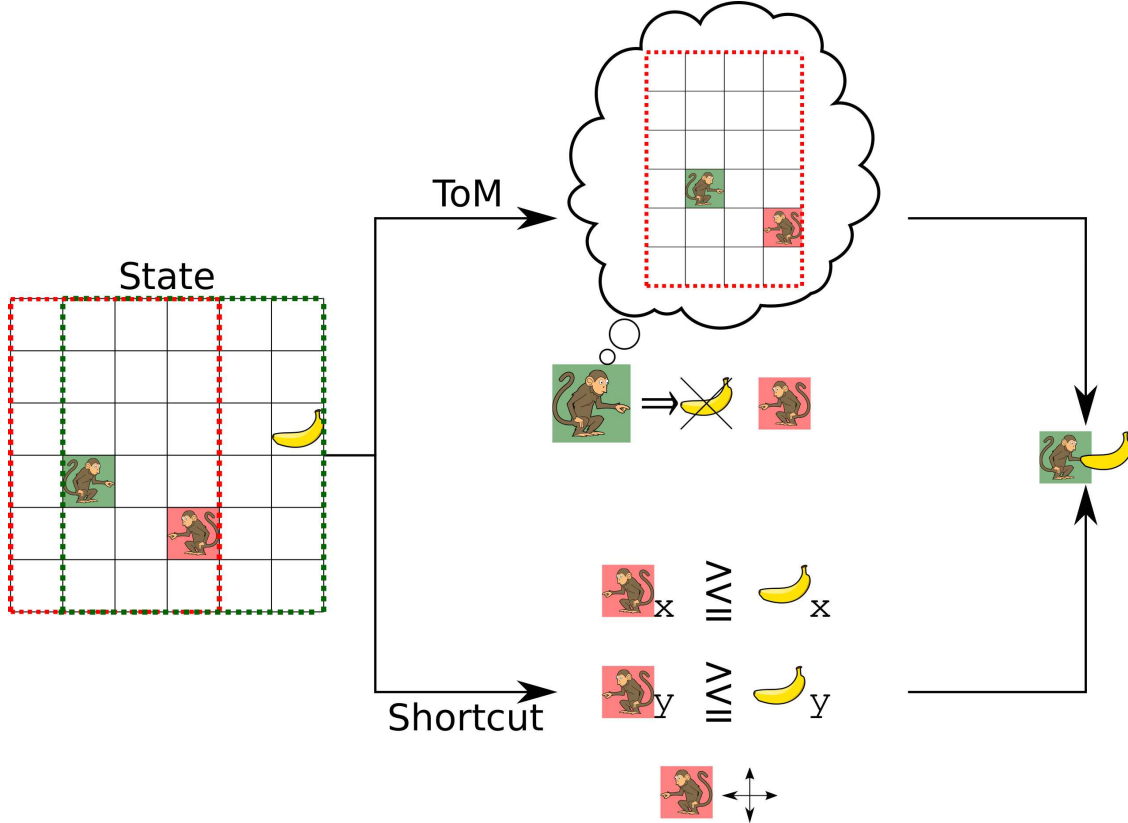 ToM
State
⇒
x >
<
= x
y >
<
= y
Shortcut